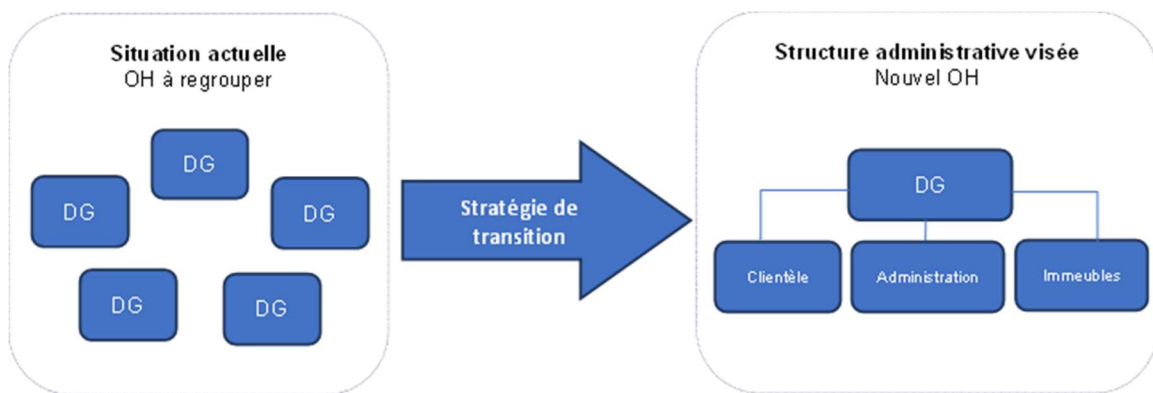 Situation actuelle
OH à regrouper
DG
DG
DG
DG
DG
Stratégie de
transition
Structure administrative visée
Nouvel OH
DG
Clientèle
Administration
Immeubles